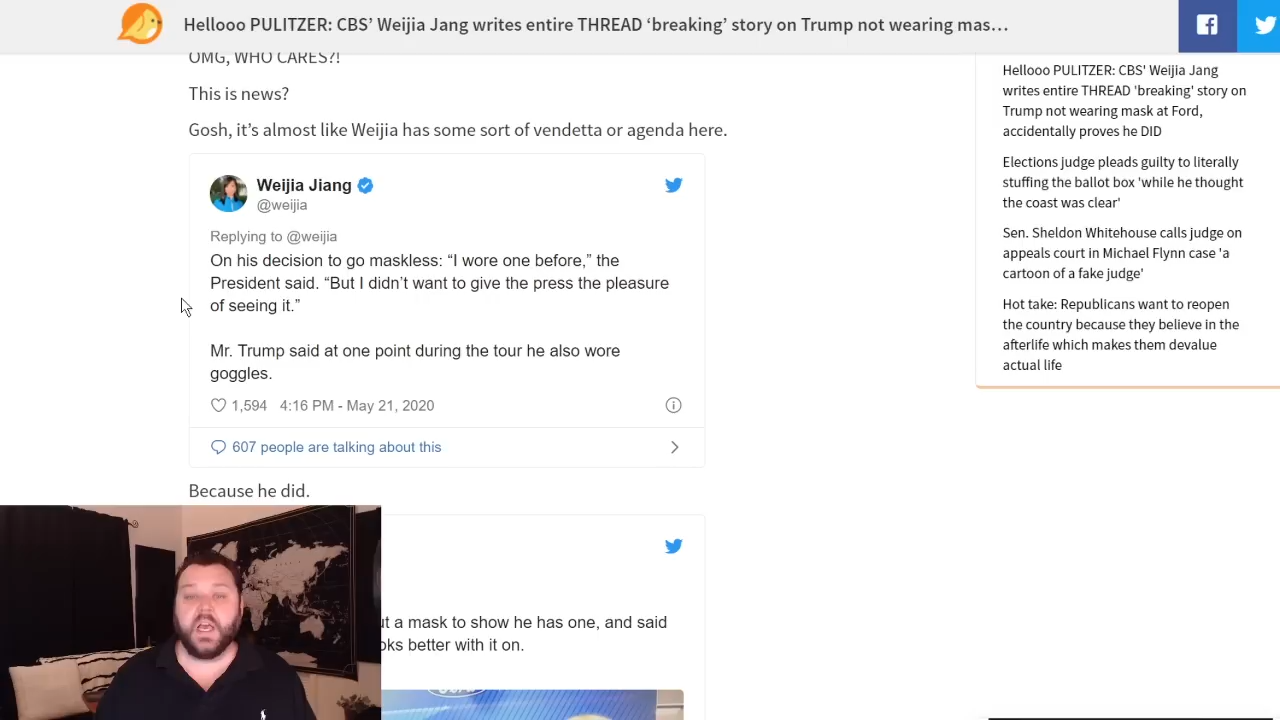 Hellooo PULITZER: CBS’ Weijia Jang writes entire THREAD ‘breaking’ story on Trump not wearing mas…
OMG, WHO CARES?!
This is news?
Gosh, it’s almost like Weijia has some sort of vendetta or agenda here.
Weijia Jiang
@weijia
Replying to @weijia
On his decision to go maskless: “I wore one before,” the
President said. “But I didn’t want to give the press the pleasure
of seeing it.”
Mr. Trump said at one point during the tour he also wore
goggles.
1,594 4:16 PM - May 21, 2020
607 people are talking about this
Because he did.
a mask to show he has one, and said
better with it on.
Hellooo PULITZER: CBS' Weijia Jang
writes entire THREAD 'breaking' story on
Trump not wearing mask at Ford,
accidentally proves he DID
Elections judge pleads guilty to literally
stuffing the ballot box 'while he thought
the coast was clear'
Sen. Sheldon Whitehouse calls judge on
appeals court in Michael Flynn case 'a
cartoon of a fake judge'
Hot take: Republicans want to reopen
the country because they believe in the
afterlife which makes them devalue
actual life